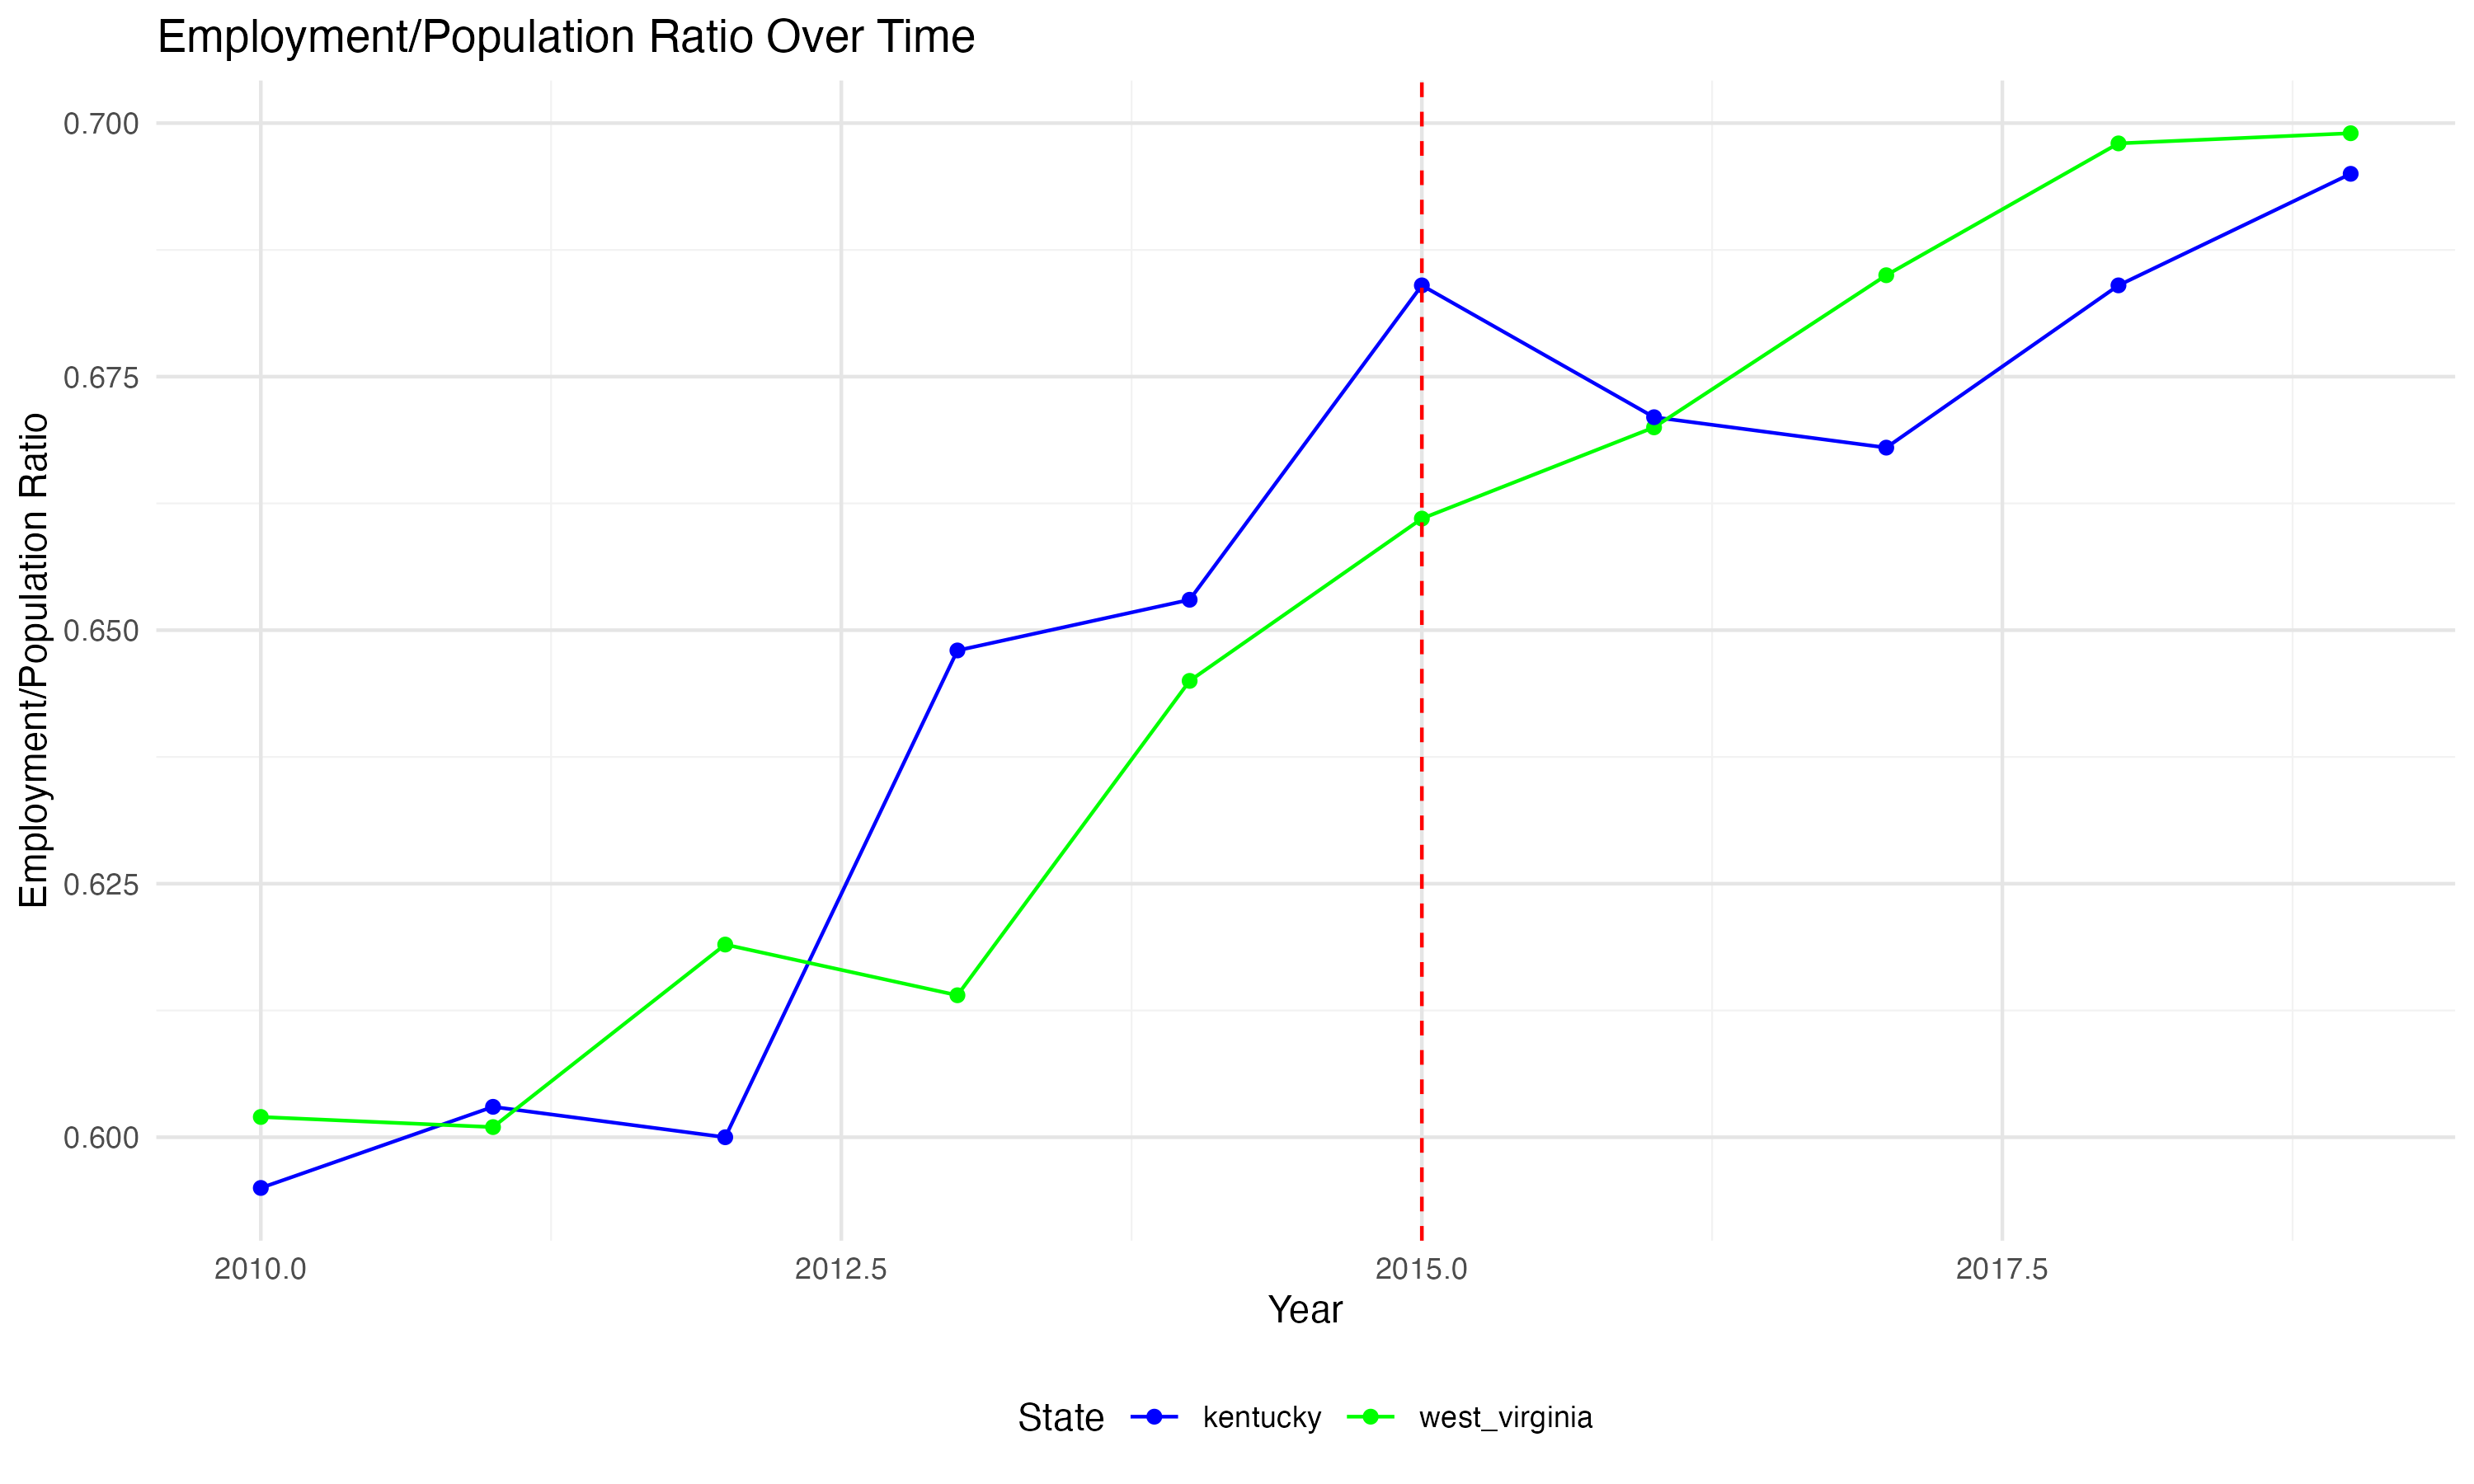 Employment/Population Ratio Over Time
Employment/Population Ratio
0.700
0.675
0.650
0.625
0.600
2010.0 2012.5 2015.0 2017.5
Year
State kentucky west_virginia